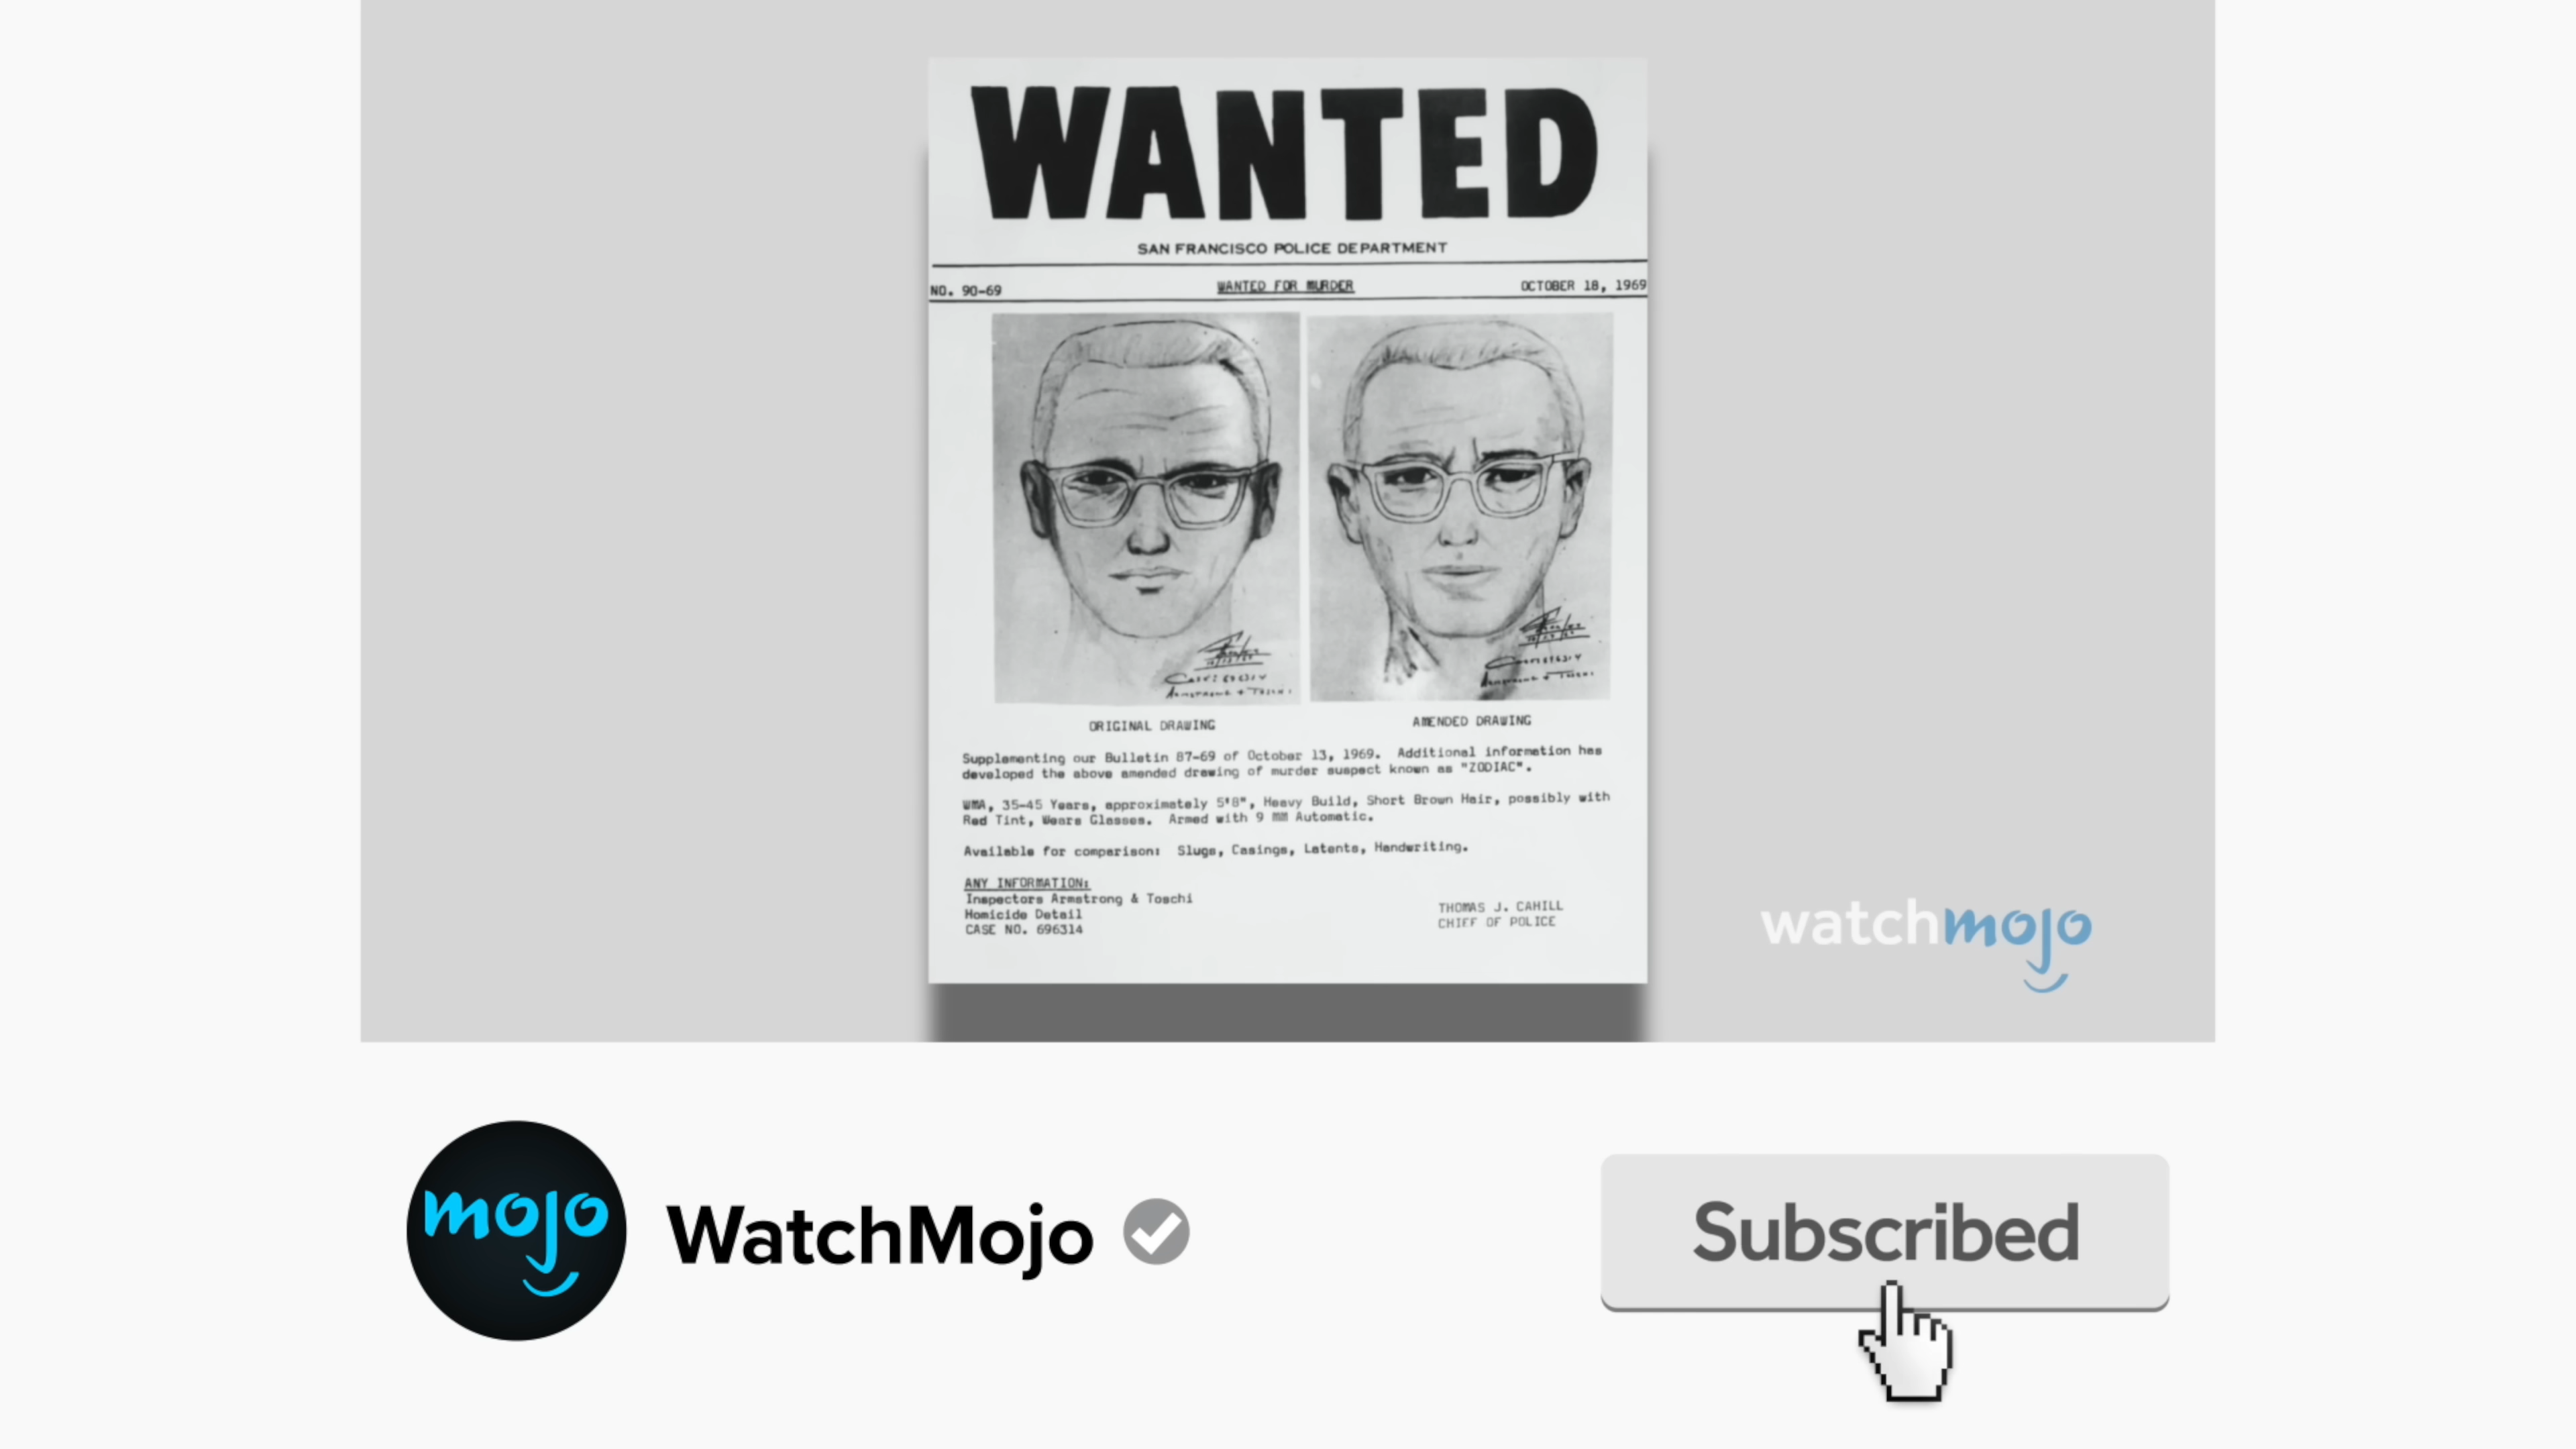 WANTED
SAN FRANCISCO POLICE DEPARTMENT
NO. 90-69 WANTED FOR MURDER OCTOBER 18, 1969
ORIGINAL DRAWING AMENDED DRAWING
Supplementing our Bulletin 87-69 of October 13, 1969. Additional information has
developed the above amended drawing of murder suspect known as "ZODIAC".
WMA, 35-45 Years, approximately 5'8", Heavy Build, Short Brown Hair, possibly with
Red Tint, Wears Glasses. Armed with 9 MM Automatic.
Available for comparison: Slugs, Casings, Latents, Handwriting.
ANY INFORMATION:
Inspectors Armstrong & Toschi
Homicide Detail
CASE NO. 696314
THOMAS J. CAHILL
CHIEF OF POLICE
watchmojo
mojo
WatchMojo
Subscribed